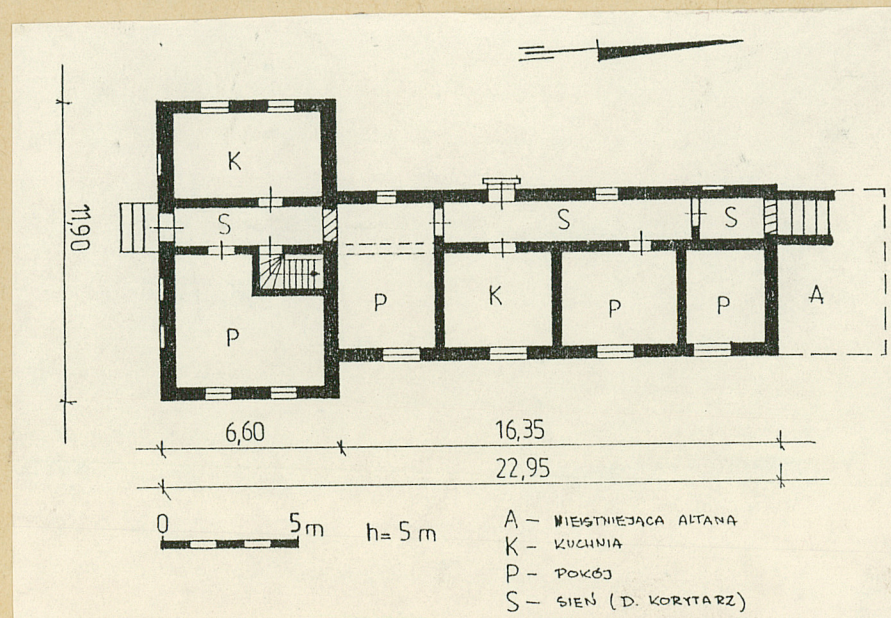 K
S
S
S
11,90
P
P
K
P
P
A
6,60
16,35
22,95
0 5m
h= 5 m
A - NIEISTNIEJĄCA ALTANA
K - KUCHNIA
P - POKÓJ
S - SIEŃ (D. KORYTARZ)